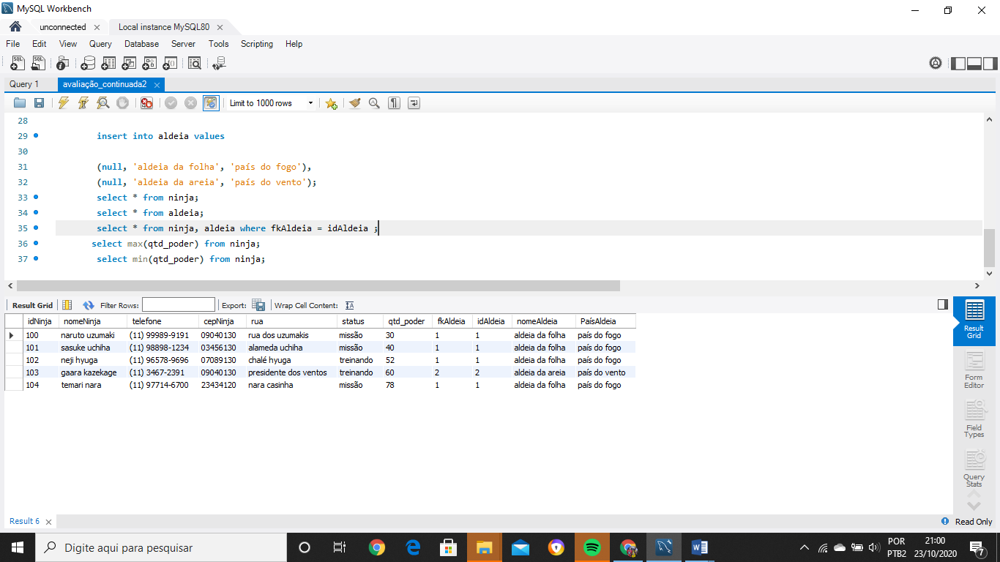 MySQL Workbench
unconnected
Local instance MySQL80
File Edit View Query Database Server Tools Scripting Help
Query 1
avaliação_continuada2
Limit to 1000 rows
28
29 insert into aldeia values
30
31 (null, 'aldeia da folha', 'país do fogo'),
32 (null, 'aldeia da areia', 'país do vento');
33 select * from ninja;
34 select * from aldeia;
35 select * from ninja, aldeia where fkAldeia = idAldeia ;
36 select max(qtd_poder) from ninja;
37 select min(qtd_poder) from ninja;
Result Grid Filter Rows: Export: Wrap Cell Content:
idNinja nomeNinja telefone cepNinja rua status qtd_poder fkAldeia idAldeia nomeAldeia PaísAldeia
100 naruto uzumaki (11) 99989-9191 09040130 rua dos uzumakis missão 30 1 1 aldeia da folha país do fogo
101 sasuke uchiha (11) 98898-1234 03456130 alameda uchiha missão 40 1 1 aldeia da folha país do fogo
102 neji hyuga (11) 96578-9696 07089130 chalé hyuga treinando 52 1 1 aldeia da folha país do fogo
103 gaara kazekage (11) 3467-2391 09040130 presidente dos ventos treinando 60 2 2 aldeia da areia país do vento
104 temari nara (11) 97714-6700 23434120 nara casinha missão 78 1 1 aldeia da folha país do fogo
Result
Grid
Form
Editor
Field
Types
Query
Stats
Result 6
Read Only
Digite aqui para pesquisar
POR
PTB2
21:00
23/10/2020
7